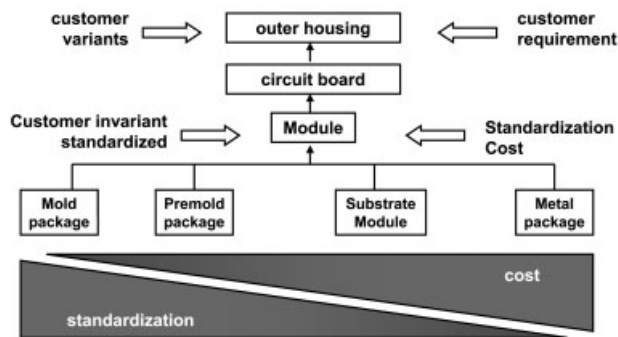 customer
variants
outer housing
customer
requirement
circuit board
Customer invariant
standardized
Module
Standardization
Cost
Mold
package
Premold
package
Substrate
Module
Metal
package
cost
standardization